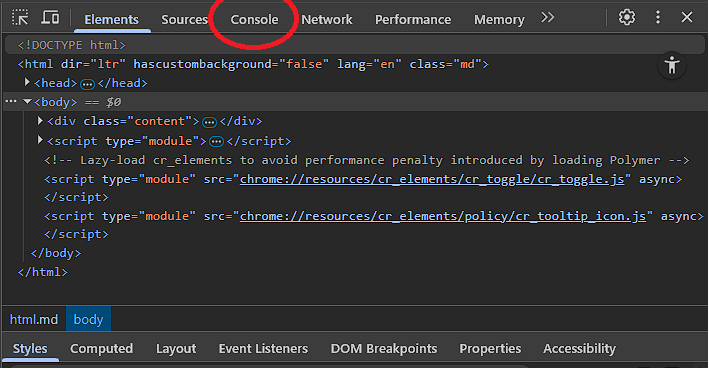 Elements Sources Console Network Performance Memory
<!DOCTYPE html>
<html dir="ltr" hascustombackground="false" lang="en" class="md">
<head> … </head>
… <body> == $0
<div class="content"> … </div>
<script type="module"> … </script>
<!-- Lazy-load cr_elements to avoid performance penalty introduced by loading Polymer -->
<script type="module" src="chrome://resources/cr_elements/cr_toggle/cr_toggle.js" async>
</script>
<script type="module" src="chrome://resources/cr_elements/policy/cr_tooltip_icon.js" async>
</script>
</body>
</html>
html.md body
Styles Computed Layout Event Listeners DOM Breakpoints Properties Accessibility